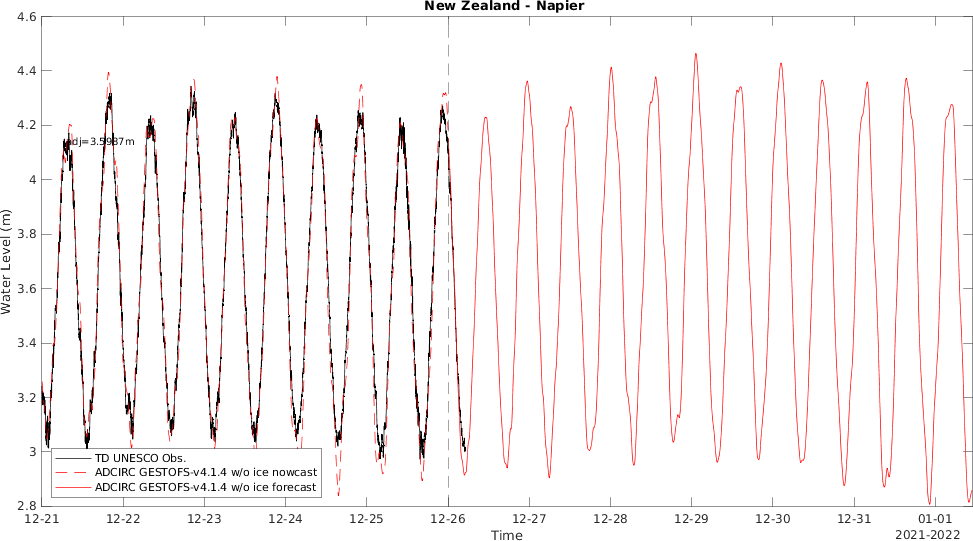 New Zealand - Napier
4.6
4.4
4.2
4
3.8
3.6
3.4
3.2
3
2.8
Water Level (m)
adj=3.5987m
TD UNESCO Obs.
ADCIRC GESTOFS-v4.1.4 w/o ice nowcast
ADCIRC GESTOFS-v4.1.4 w/o ice forecast
12-21 12-22 12-23 12-24 12-25 12-26 12-27 12-28 12-29 12-30 12-31 01-01
Time
2021-2022